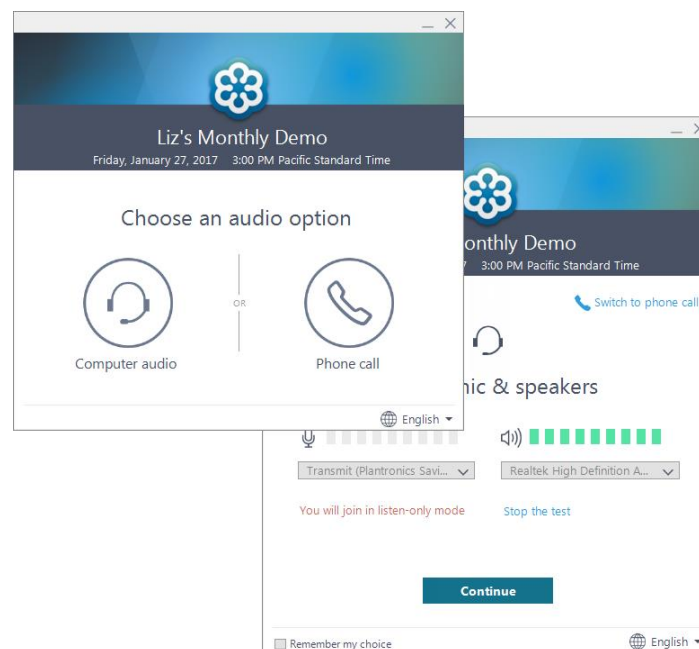 Liz's Monthly Demo
Friday, January 27, 2017 3:00 PM Pacific Standard Time
Choose an audio option
OR
Computer audio
Phone call
English
onthly Demo
7 3:00 PM Pacific Standard Time
Switch to phone call
ic & speakers
Transmit (Plantronics Savi...
Realtek High Definition A...
You will join in listen-only mode
Stop the test
Continue
Remember my choice
English